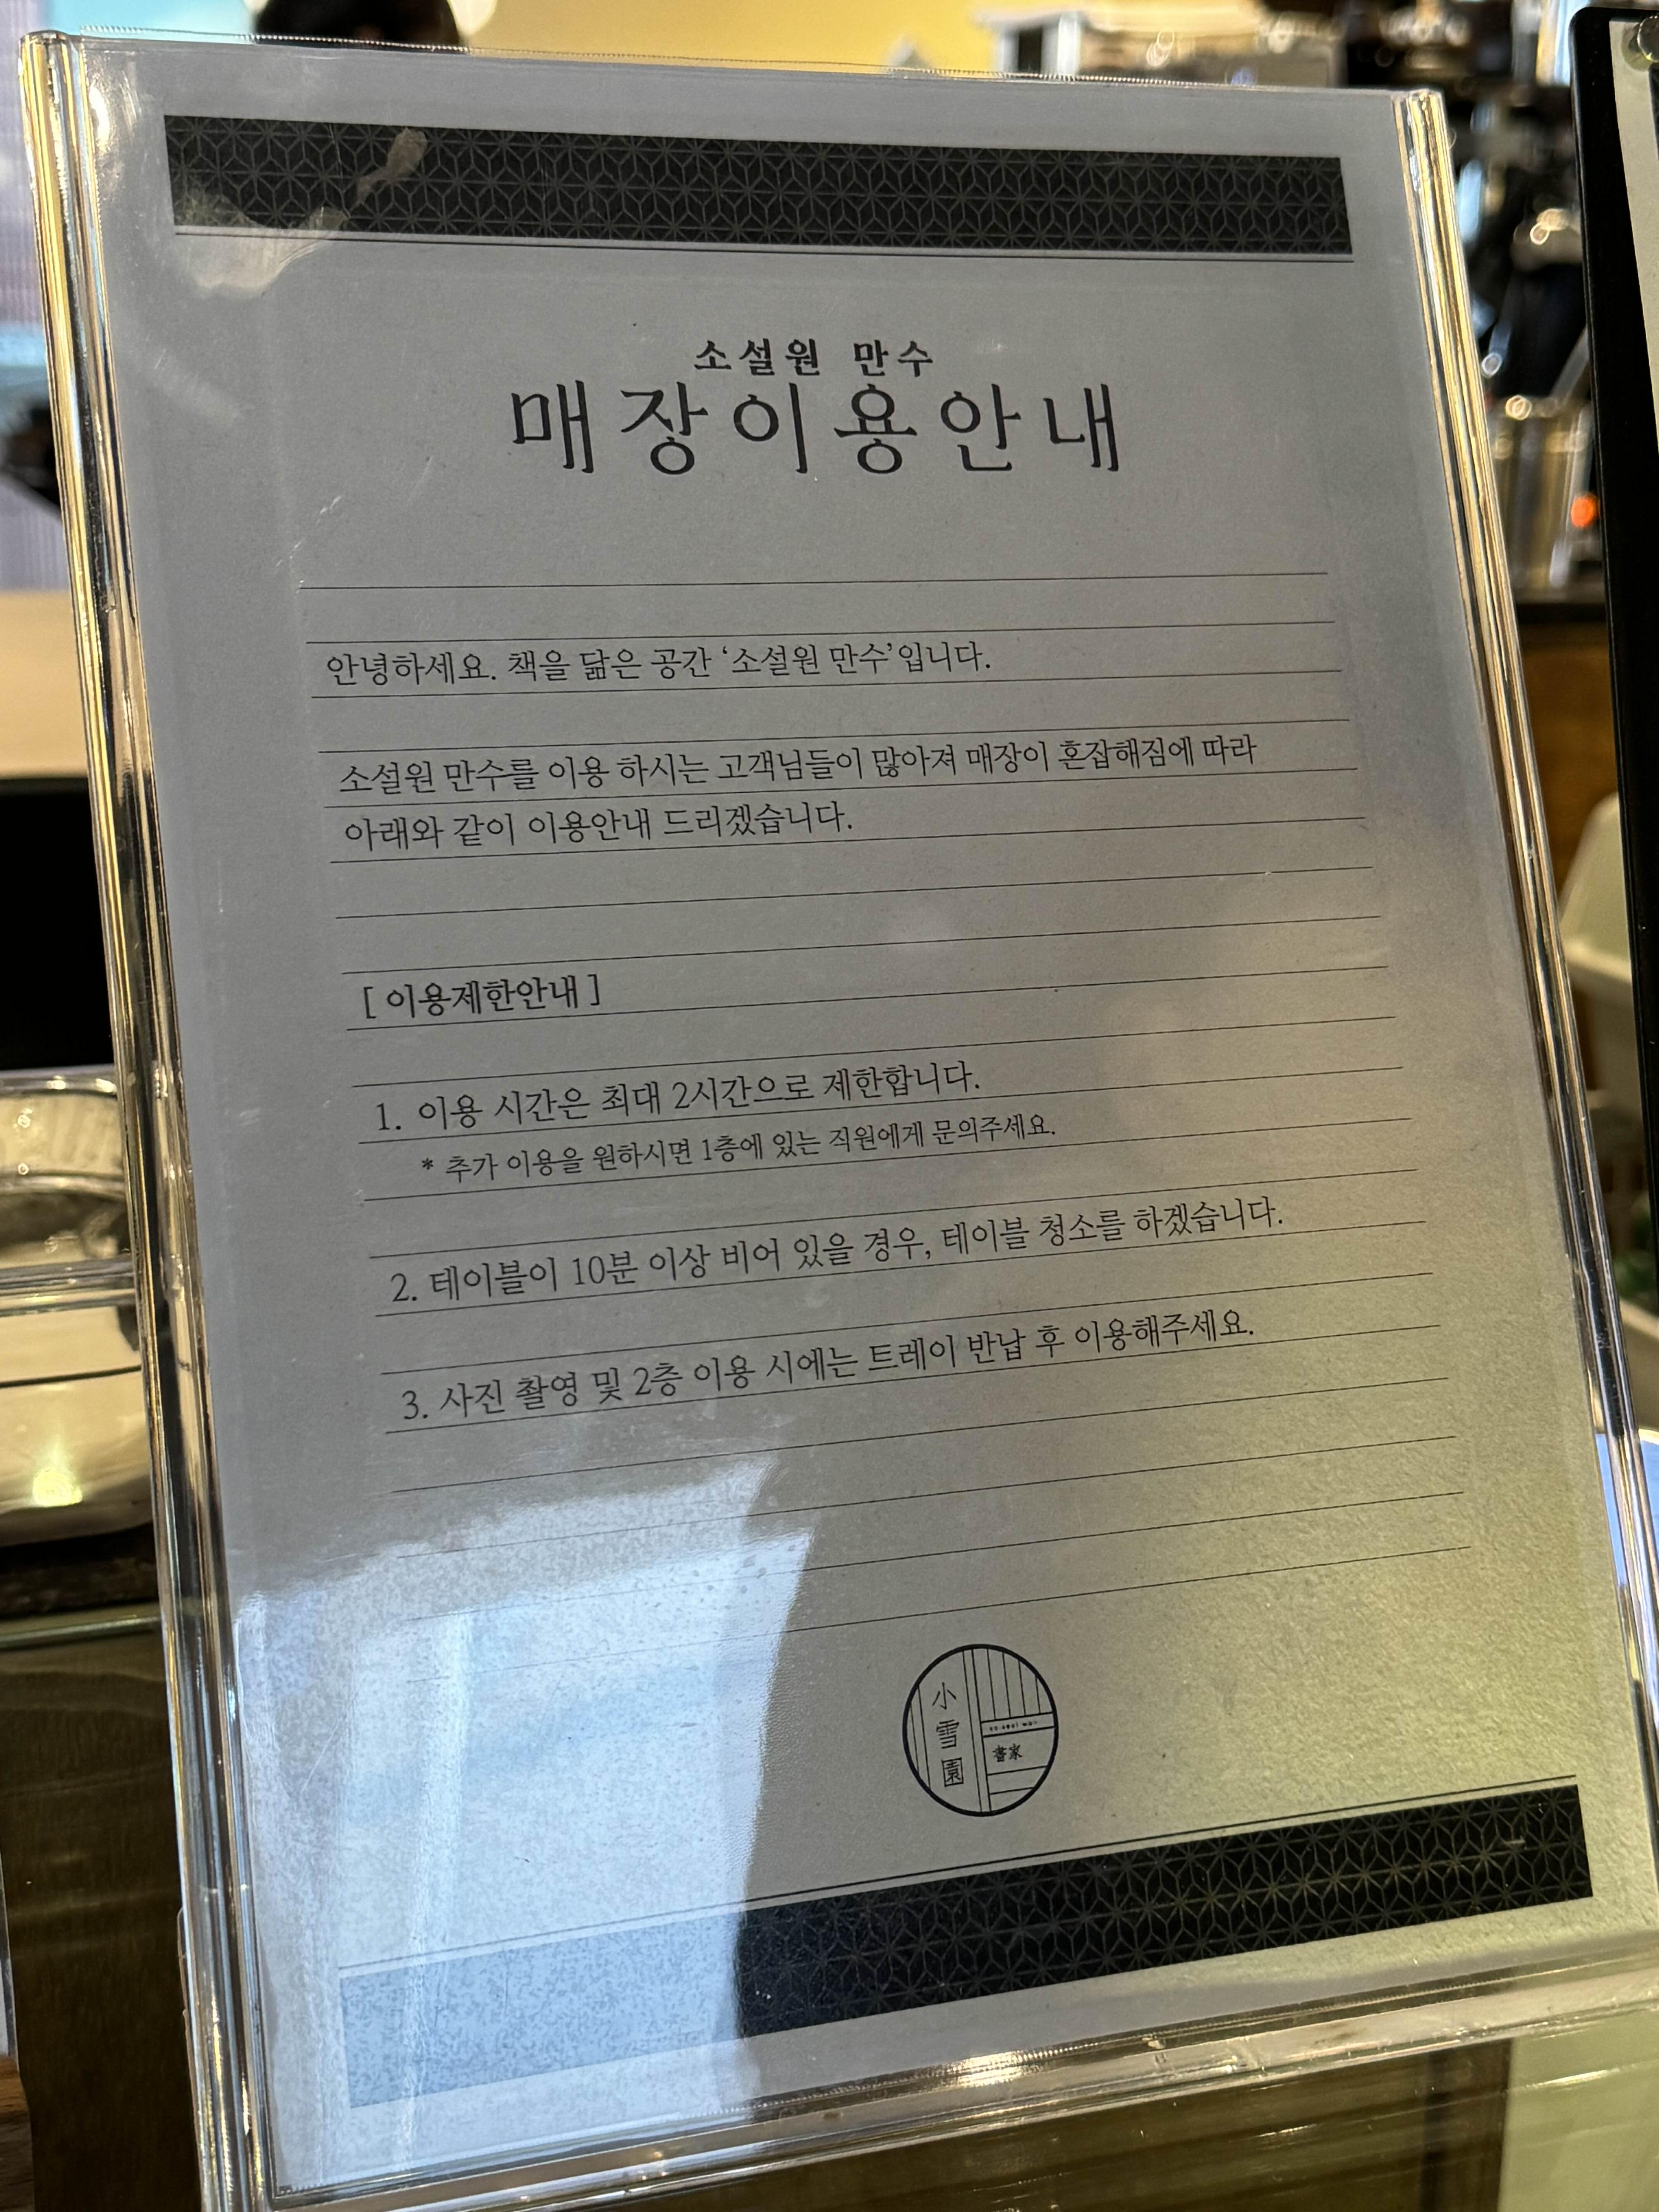 소설원 만수
매장이용안내
안녕하세요. 책을 닮은 공간 ‘소설원 만수’입니다.
소설원 만수를 이용 하시는 고객님들이 많아져 매장이 혼잡해짐에 따라
아래와 같이 이용안내 드리겠습니다.
[ 이용제한안내 ]
1. 이용 시간은 최대 2시간으로 제한합니다.
* 추가 이용을 원하시면 1층에 있는 직원에게 문의주세요.
2. 테이블이 10분 이상 비어 있을 경우, 테이블 청소를 하겠습니다.
3. 사진 촬영 및 2층 이용 시에는 트레이 반납 후 이용해주세요.
小
雪
園
書家